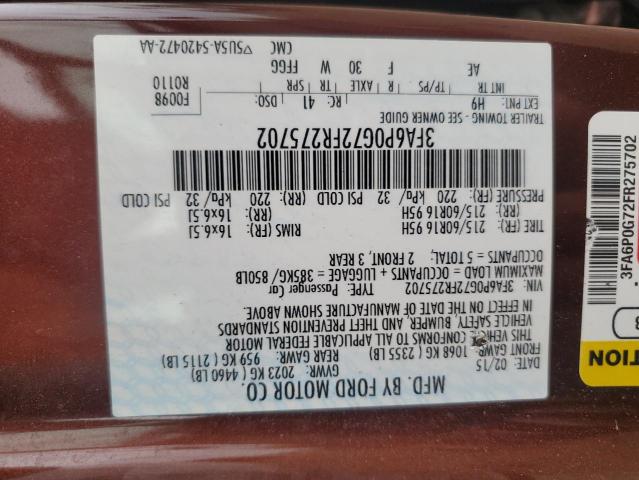 MFD. BY FORD MOTOR CO.
02/15
GVWR: 2023 KG ( 4460 LB)
FRONT GAWR: 1068 KG ( 2355 LB)
REAR GAWR: 959 KG ( 2115 LB)
THIS VEHICLE CONFORMS TO ALL APPLICABLE FEDERAL MOTOR
VEHICLE SAFETY, BUMPER, AND THEFT PREVENTION STANDARDS
IN EFFECT ON THE DATE OF MANUFACTURE SHOWN ABOVE.
VIN: 3FA6P0G72FR275702 TYPE: Passenger Car
MAXIMUM LOAD = OCCUPANTS + LUGGAGE = 385KG/ 850LB
OCCUPANTS: = 5 TOTAL: 2 FRONT, 3 REAR
TIRE (FR): 215/60R16 95H RIMS (FR): 16x6.5J
(RR): 215/60R16 95H (RR): 16x6.5J
PRESSURE (FR): 220 kPa/ 32 PSI COLD (RR): 220 kPa/ 32 PSI COLD
3FA6P0G72FR275702
TRAILER TOWING - SEE OWNER GUIDE
EXT PNT: H9 RC: 41 DSO: F0098
R0110
INT TR TP/PS AXLE TR SPR
AE F 30 W FFGG
CMC
5U5A-5420472-AA
3FA6P0G72FR275702